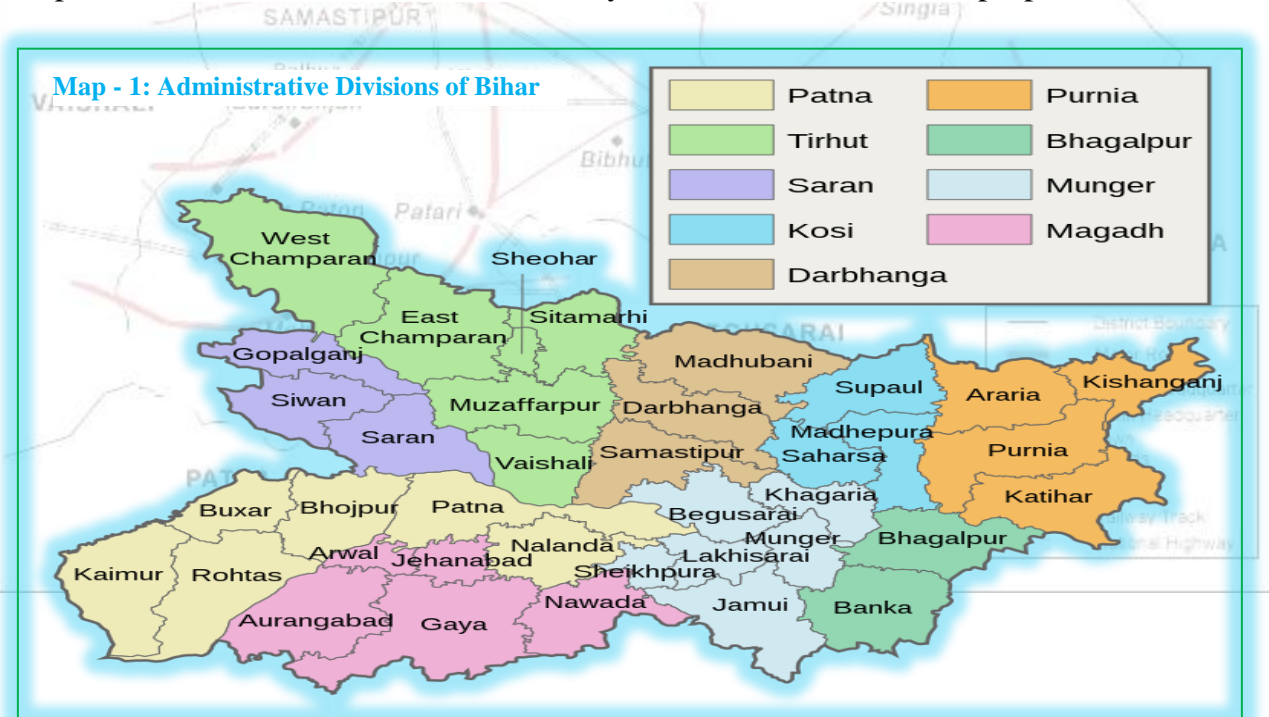 SAMASTIPUR
Singia
Map - 1: Administrative Divisions of Bihar
Patna
Purnia
Tirhut
Bhagalpur
Saran
Munger
Kosi
Magadh
Darbhanga
Patari
West
Champaran
Sheohar
East
Champaran
Sitamarhi
Gopalganj
Madhubani
Supaul
Araria
Kishanganj
Siwan
Muzaffarpur
Darbhanga
Saran
Madhepura
Vaishali
Samastipur
Saharsa
Purnia
Khagaria
Katihar
Buxar
Bhojpur
Patna
Begusarai
Munger
Bhagalpur
Arwal
Jehanabad
Nalanda
Lakhisarai
Kaimur
Rohtas
Sheikhpura
Nawada
Jamui
Banka
Aurangabad
Gaya
District Boundary